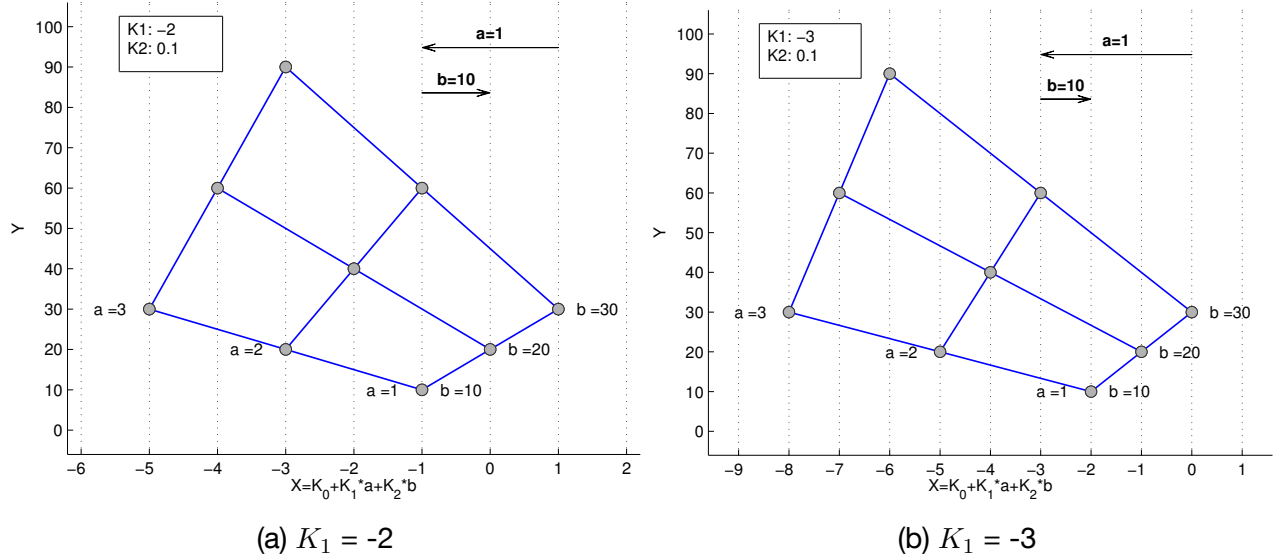 K1: −2
K2: 0.1
a=1
b=10
100
90
80
70
60
50
40
30
20
10
0
Y
a =3
a =2
a =1
b =10
b =20
b =30
−6 −5 −4 −3 −2 −1 0 1 2
X=K₀+K₁*a+K₂*b
(a) K₁ = -2
K1: −3
K2: 0.1
a=1
b=10
100
90
80
70
60
50
40
30
20
10
0
Y
a =3
a =2
a =1
b =10
b =20
b =30
−9 −8 −7 −6 −5 −4 −3 −2 −1 0 1
X=K₀+K₁*a+K₂*b
(b) K₁ = -3